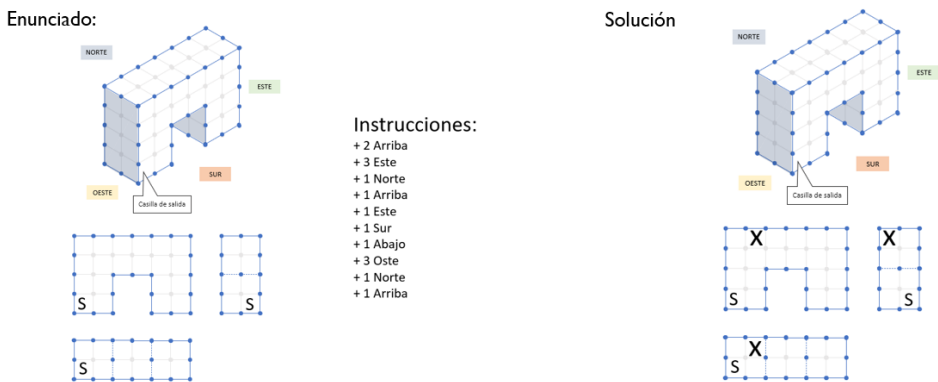 Enunciado:
NORTE
ESTE
SUR
OESTE
Casilla de salida
S
S
S
Instrucciones:
+ 2 Arriba
+ 3 Este
+ 1 Norte
+ 1 Arriba
+ 1 Este
+ 1 Sur
+ 1 Abajo
+ 3 Oste
+ 1 Norte
+ 1 Arriba
Solución
NORTE
ESTE
SUR
OESTE
Casilla de salida
X
X
S
S
X
S